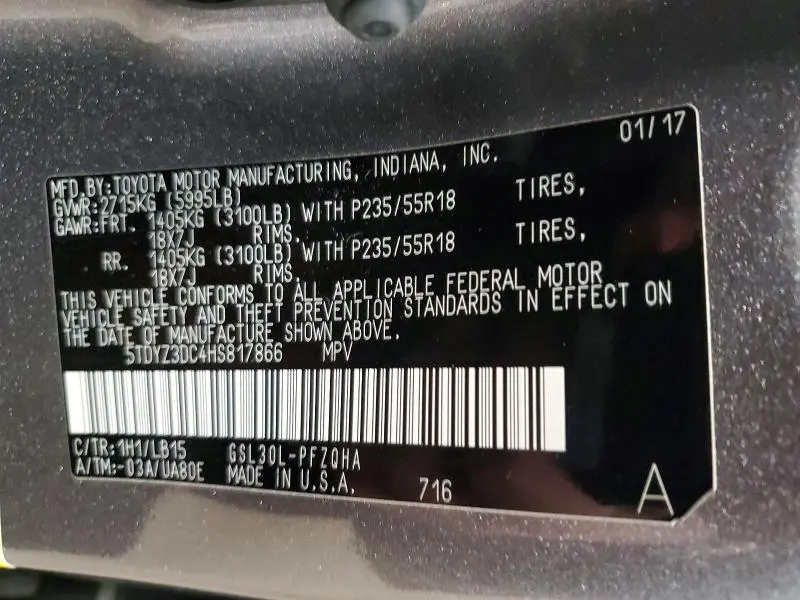 01/17
MFD.BY:TOYOTA MOTOR MANUFACTURING, INDIANA, INC.
GVWR:2715KG (5995LB)
GAWR:FRT. 1405KG (3100LB) WITH P235/55R18 TIRES,
18X7J RIMS.
RR. 1405KG (3100LB) WITH P235/55R18 TIRES,
18X7J RIMS.
THIS VEHICLE CONFORMS TO ALL APPLICABLE FEDERAL MOTOR
VEHICLE SAFETY AND THEFT PREVENTION STANDARDS IN EFFECT ON
THE DATE OF MANUFACTURE SHOWN ABOVE.
5TDYZ3DC4HS817866 MPV
C/TR:1H1/LB15 GSL30L-PFZQHA
A/TM:-03A/UA80E MADE IN U.S.A. 716
A